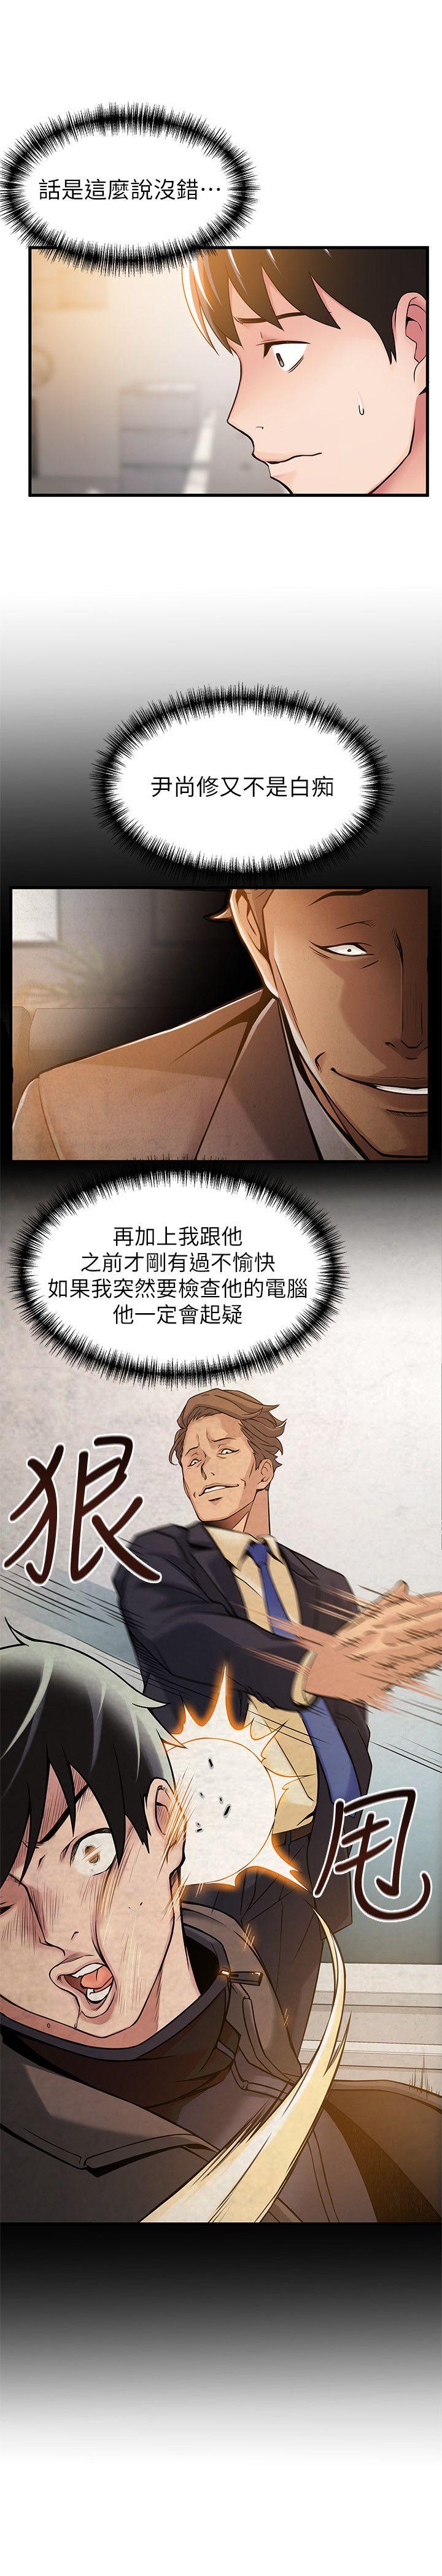 話是這麼說沒錯⋯
尹尚修又不是白痴
再加上我跟他
之前才剛有過不愉快
如果我突然要檢查他的電腦
他一定會起疑
狠
甩